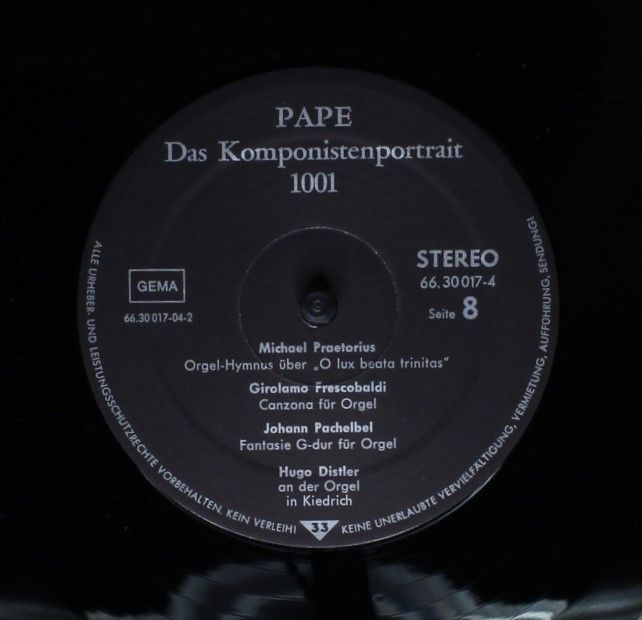 PAPE
Das Komponistenportrait
1001
GEMA
66.30 017-04-2
STEREO
66.30 017-4
Seite 8
Michael Praetorius
Orgel-Hymnus über „O lux beata trinitas“
Girolamo Frescobaldi
Canzona für Orgel
Johann Pachelbel
Fantasie G-dur für Orgel
Hugo Distler
an der Orgel
in Kiedrich
ALLE URHEBER- UND LEISTUNGSSCHUTZRECHTE VORBEHALTEN. KEIN VERLEIH! 33 KEINE UNERLAUBTE VERVIELFÄLTIGUNG, VERMIETUNG, AUFFÜHRUNG, SENDUNG!